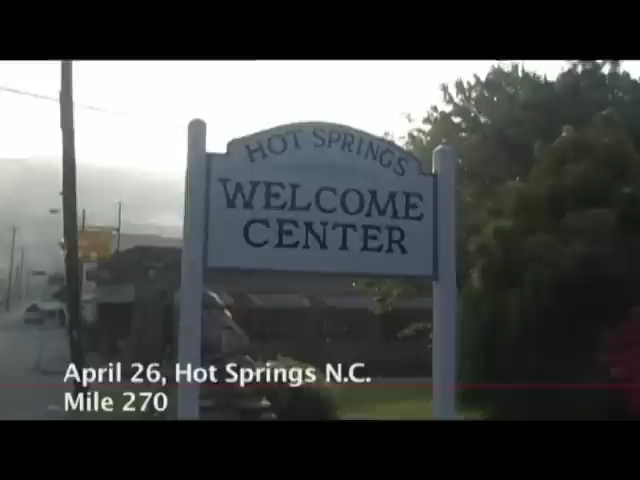 HOT SPRINGS
WELCOME
CENTER
April 26, Hot Springs N.C.
Mile 270